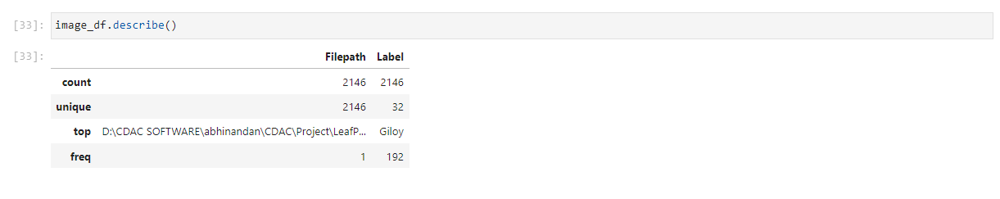 [33]: image_df.describe()
[33]:
Filepath Label
count 2146 2146
unique 2146 32
top D:\CDAC SOFTWARE\abhinandan\CDAC\Project\LeafP... Giloy
freq 1 192